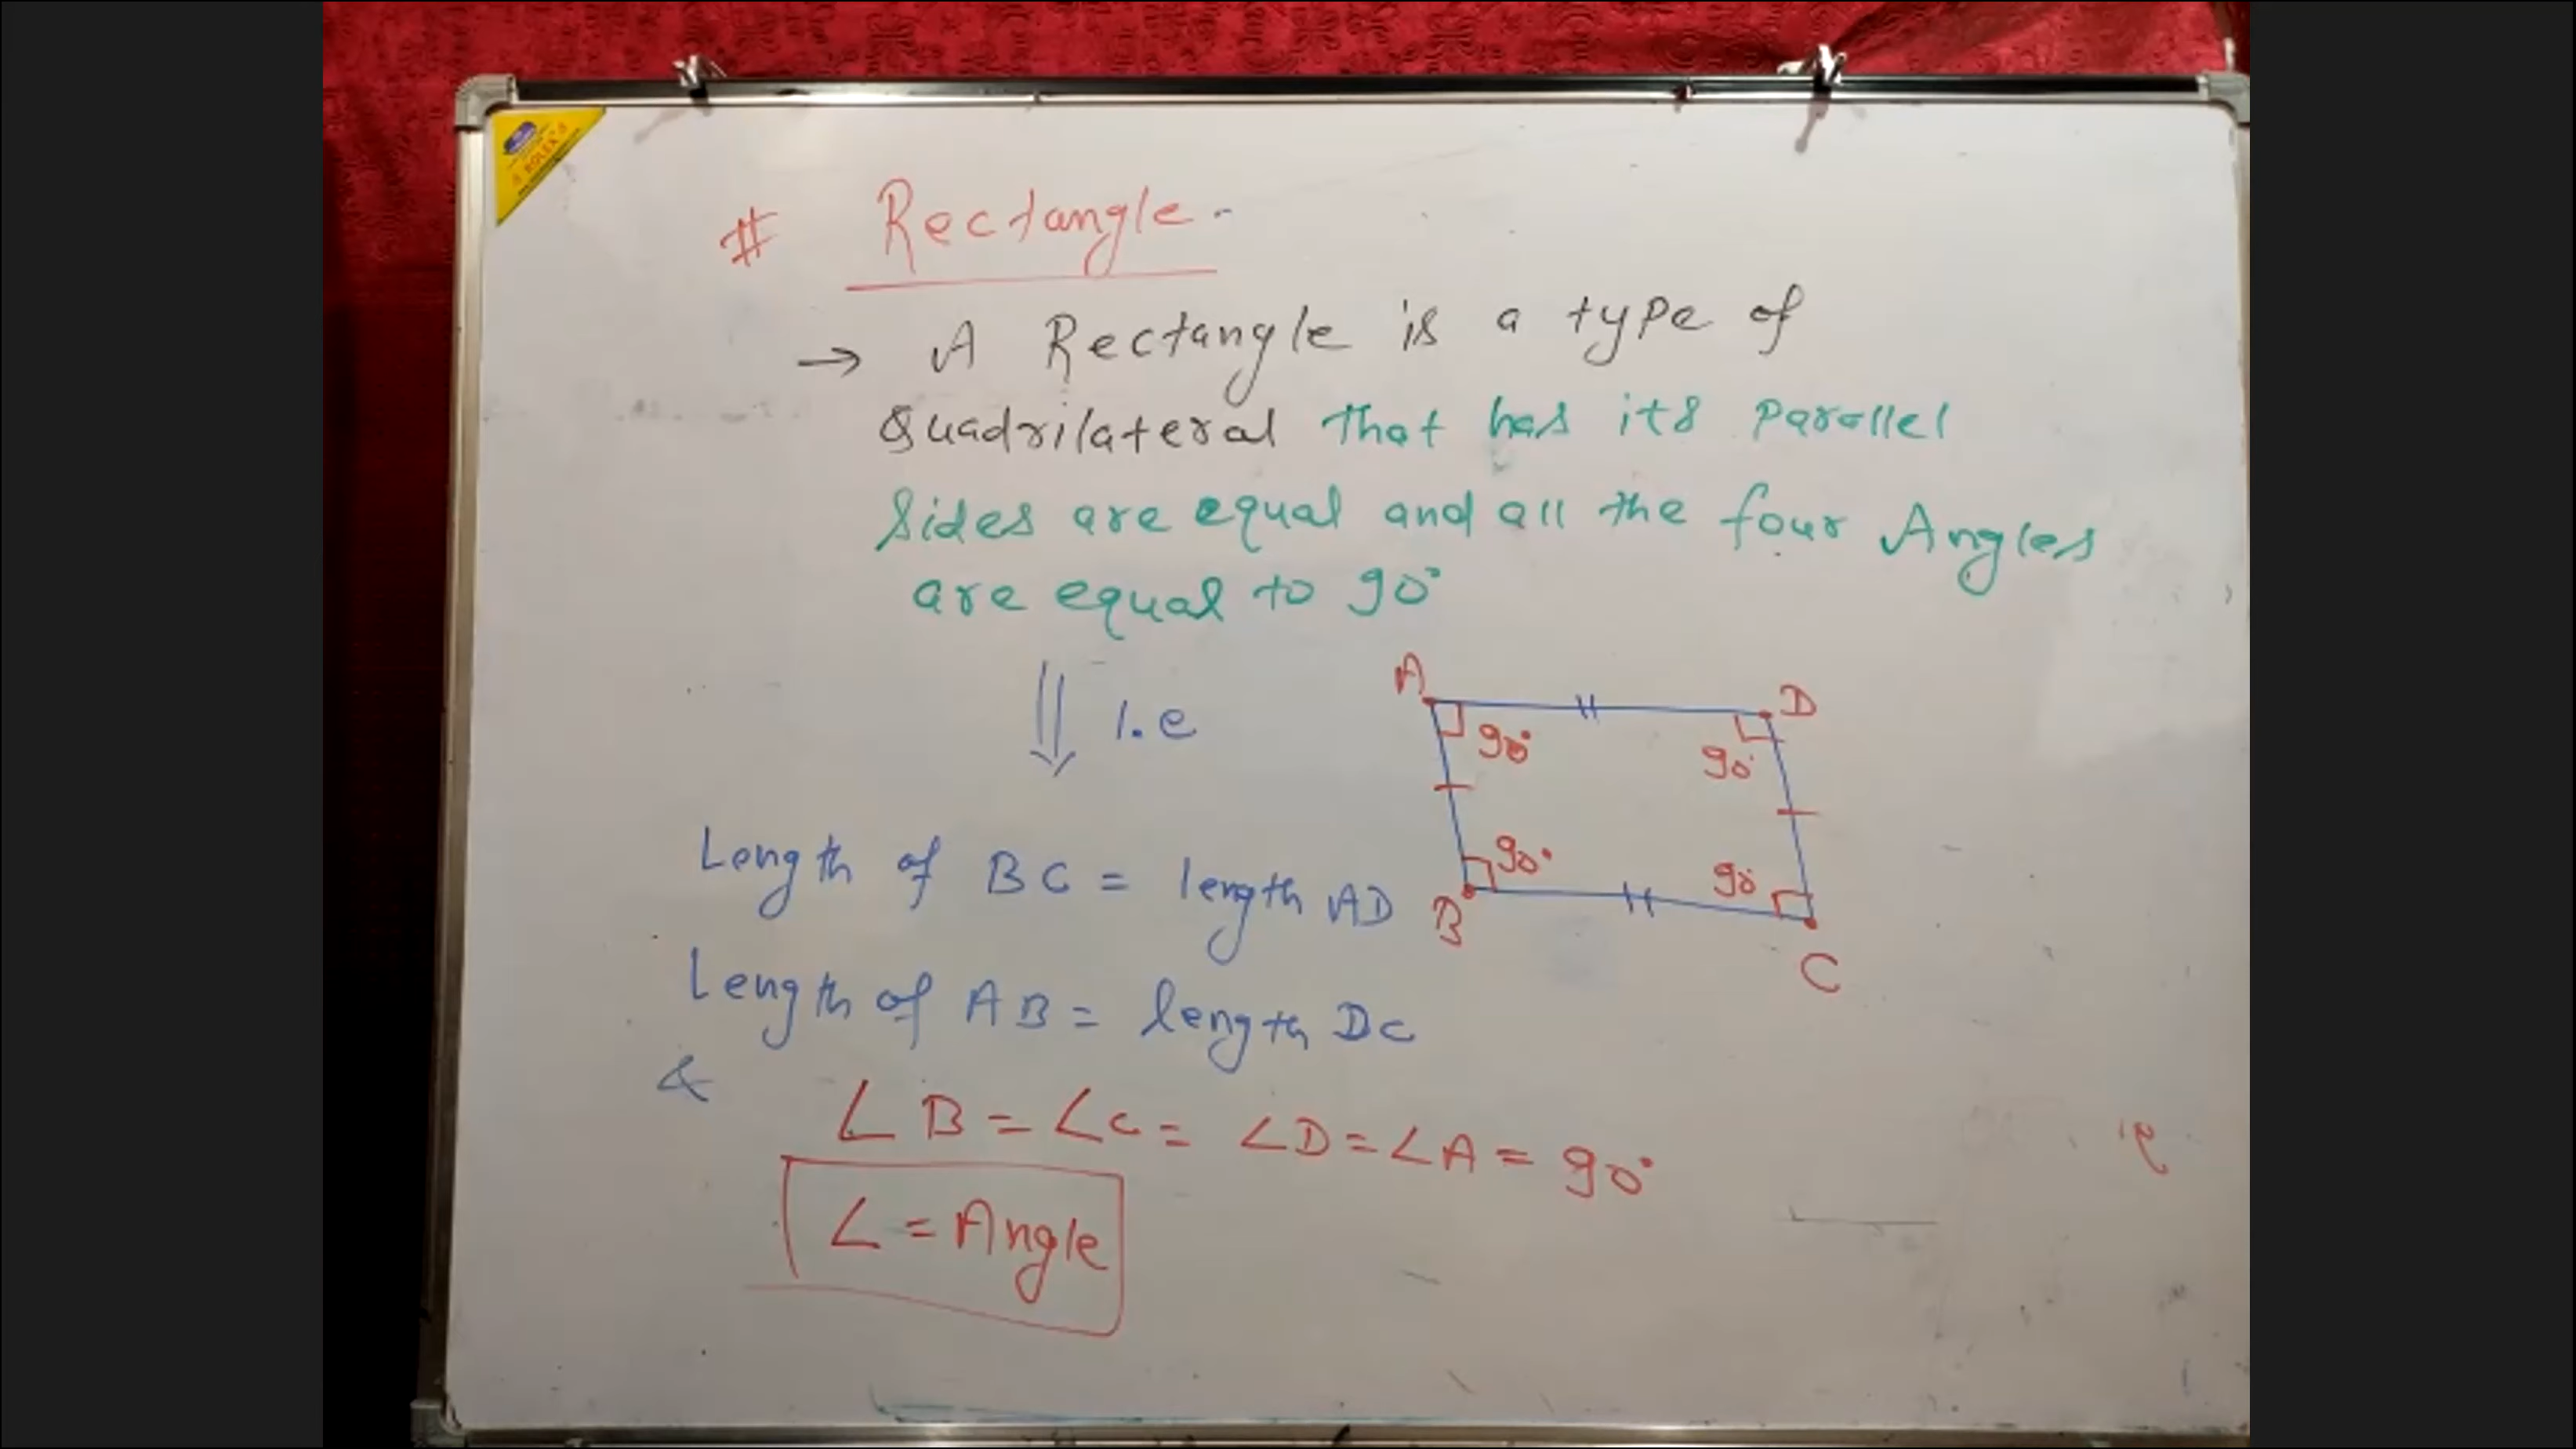 # Rectangle -
→ A Rectangle is a type of
Quadrilateral that has its parallel
sides are equal and all the four Angles
are equal to 90°
i.e
A
D
90°
90°
90°
90°
B
C
Length of BC = length AD
Length of AB = length DC
&
∠B = ∠C = ∠D = ∠A = 90°
∠ = Angle
ROLEX